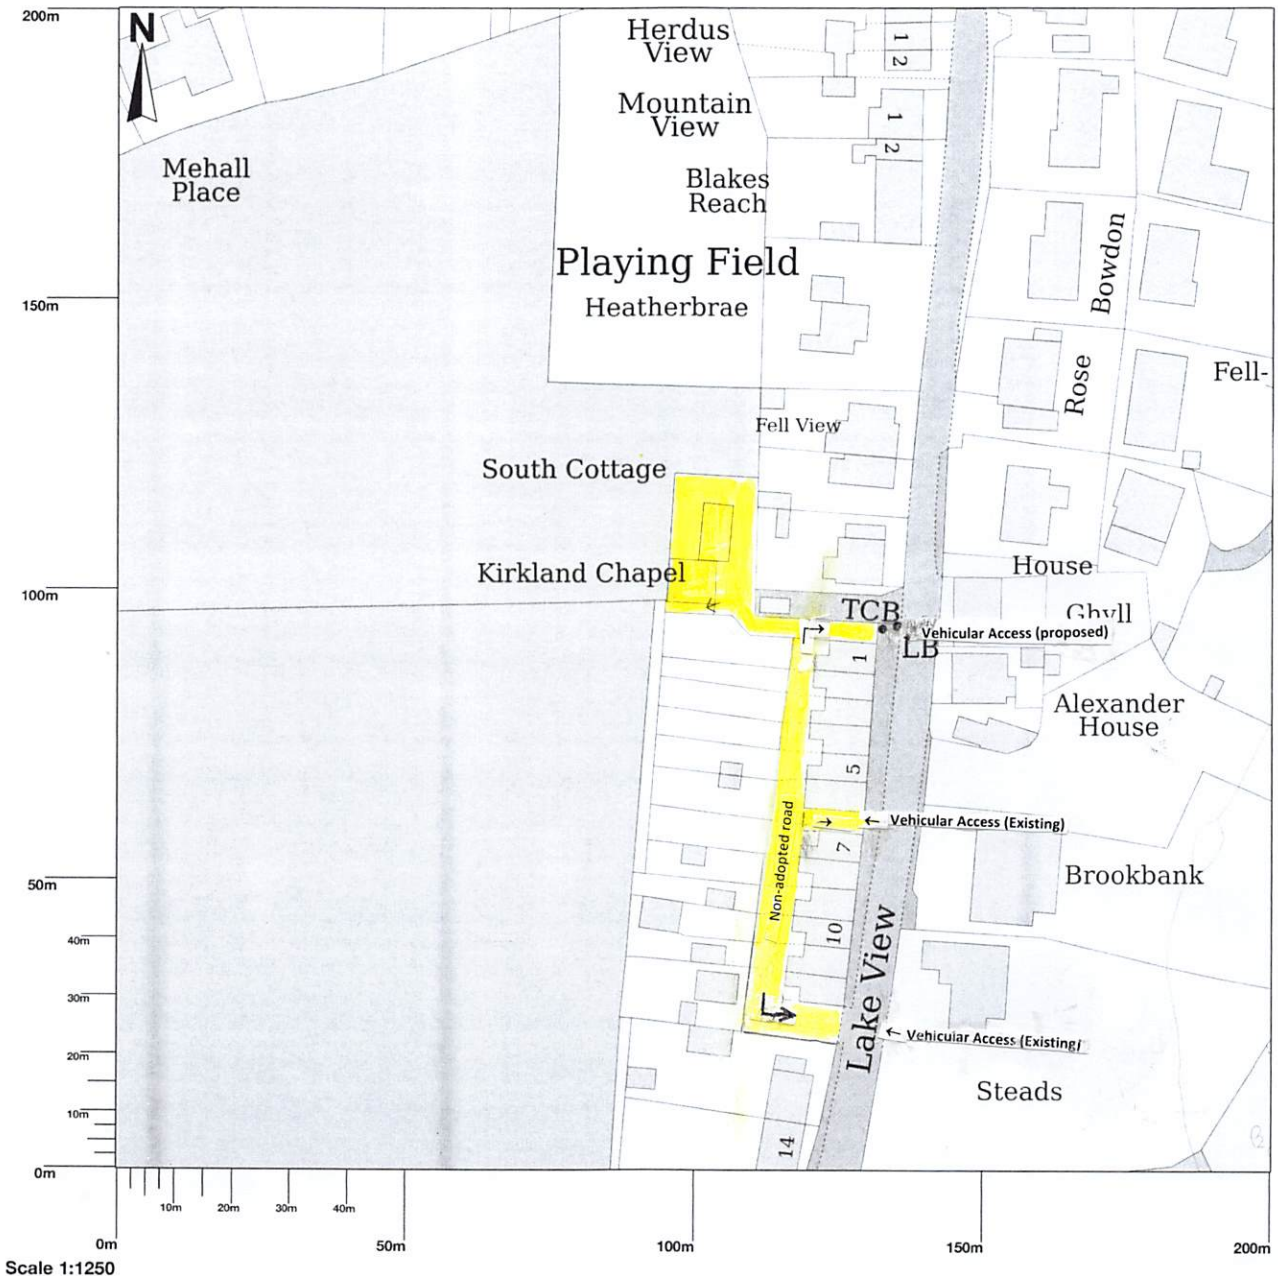 200m
N
Herdus
View
1
2
Mountain
View
1
2
Mehall
Place
Blakes
Reach
Bowdon
Playing Field
150m
Heatherbrae
Rose
Fell-
Fell View
South Cottage
House
Kirkland Chapel
100m
TCB
Ghyll
Vehicular Access (proposed)
LB
1
Alexander
House
5
Non-adopted road
Vehicular Access (Existing)
7
Brookbank
50m
10
40m
Lake View
30m
Vehicular Access (Existing)
20m
Steads
10m
14
0m
10m
20m
30m
40m
0m
50m
100m
150m
200m
Scale 1:1250